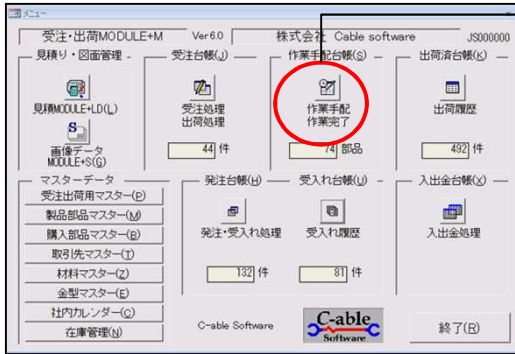 メニュー
受注・出荷MODULE+M Ver6.0 株式会社 Cable software JS000000
見積り・図面管理
受注台帳(J)
作業手配台帳(S)
出荷済台帳(K)
見積MODULE+LD(L)
受注処理
出荷処理
作業手配
作業完了
出荷履歴
画像データ
MODULE+S(G)
44 件
74 部品
492 件
マスターデータ
発注台帳(H)
受入れ台帳(U)
入出金台帳(X)
受注出荷用マスター(P)
製品部品マスター(M)
購入部品マスター(B)
取引先マスター(T)
材料マスター(Z)
金型マスター(E)
社内カレンダー(C)
在庫管理(N)
発注・受入れ処理
受入れ履歴
入出金処理
132 件
81 件
C-able Software
C-able
Software
終了(R)